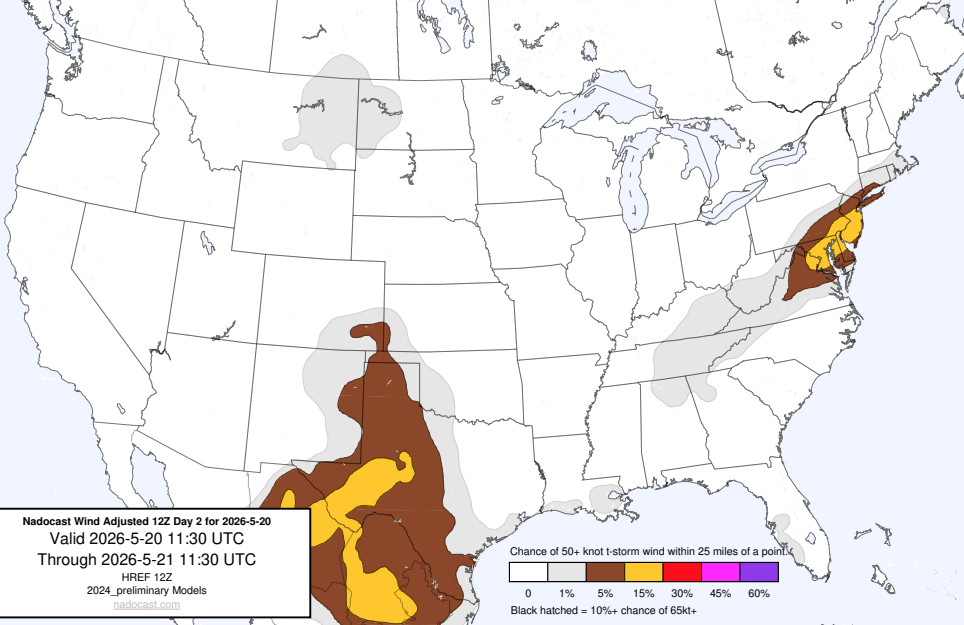 Nadocast Wind Adjusted 12Z Day 2 for 2026-5-20
Valid 2026-5-20 11:30 UTC
Through 2026-5-21 11:30 UTC
HREF 12Z
2024_preliminary Models
nadocast.com
Chance of 50+ knot t-storm wind within 25 miles of a point.
0 1% 5% 15% 30% 45% 60%
Black hatched = 10%+ chance of 65kt+